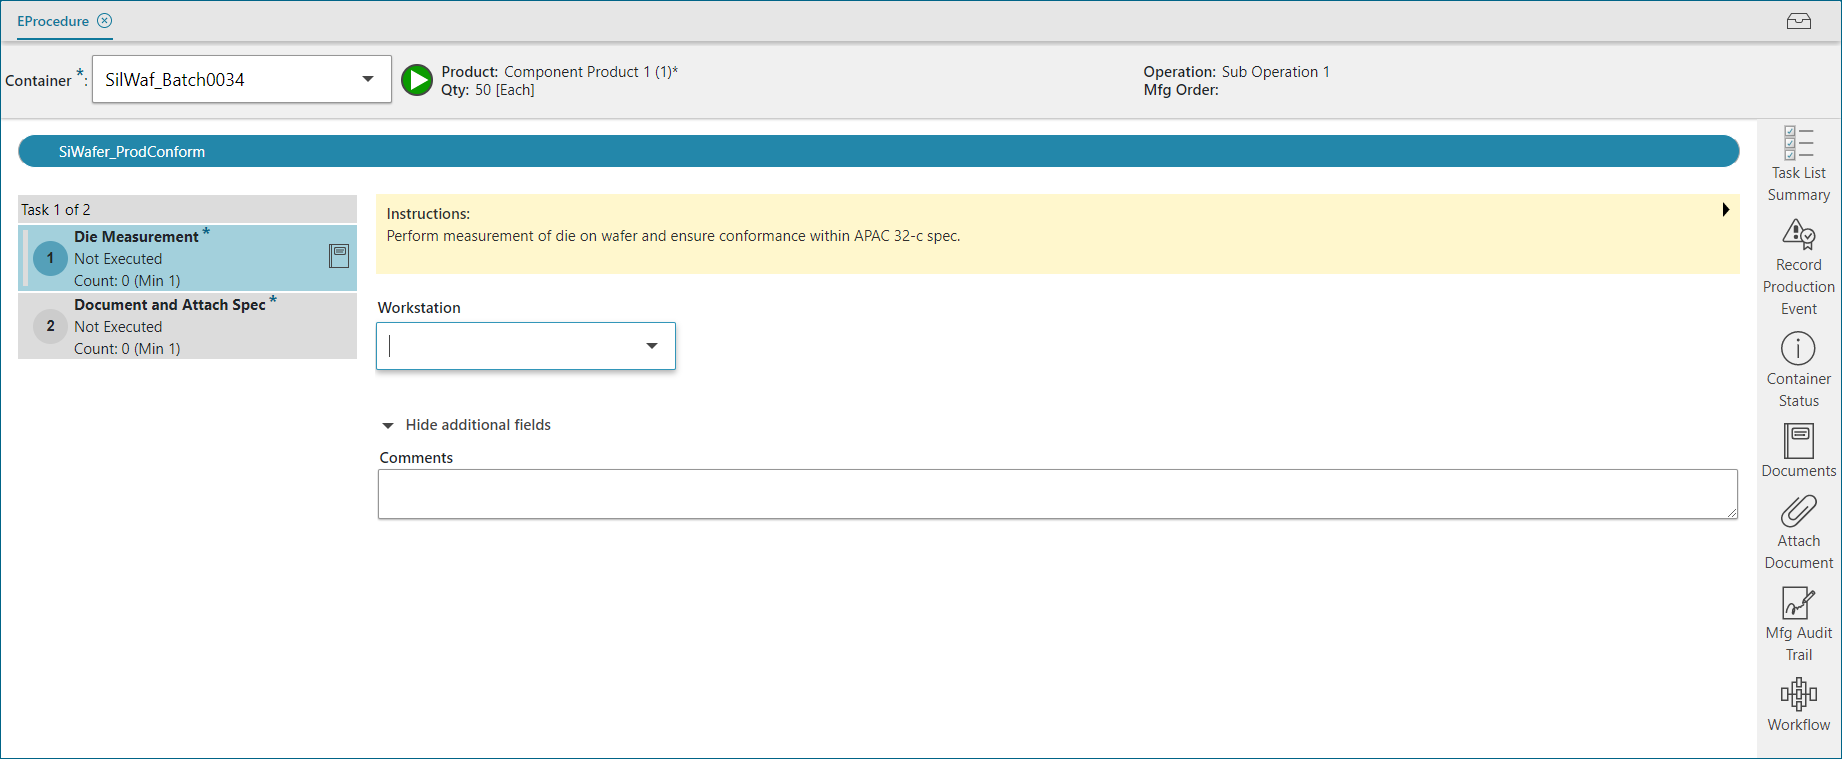 EProcedure
Container *:
SilWaf_Batch0034
Product: Component Product 1 (1)*
Qty: 50 [Each]
Operation: Sub Operation 1
Mfg Order:
SiWafer_ProdConform
Task 1 of 2
1
Die Measurement *
Not Executed
Count: 0 (Min 1)
2
Document and Attach Spec *
Not Executed
Count: 0 (Min 1)
Instructions:
Perform measurement of die on wafer and ensure conformance within APAC 32-c spec.
Workstation
Hide additional fields
Comments
Task List
Summary
Record
Production
Event
Container
Status
Documents
Attach
Document
Mfg Audit
Trail
Workflow